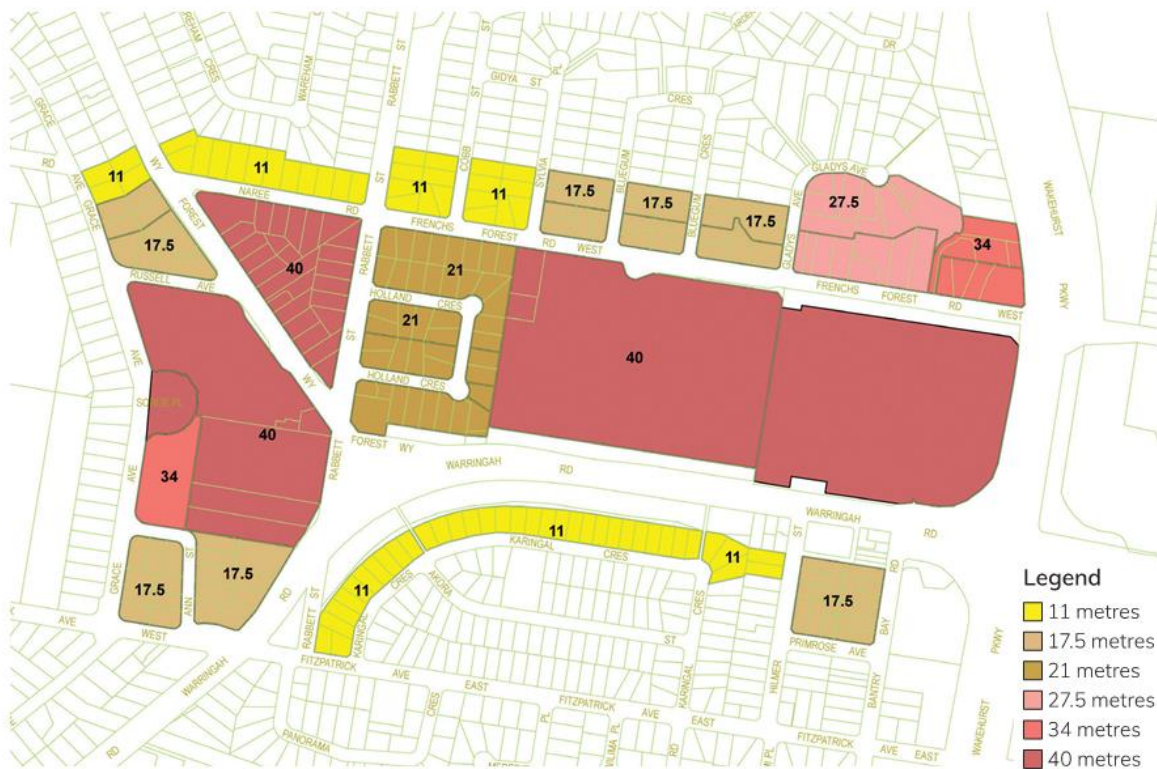 WAREHAM
CRES
WAREHAM
RABBETT
ST
ST
GIDYA
ST
PL
DR
CRES
GRACE
RD
AVE
GRACE
WY
FOREST
11
11
NAREE
RD
ST
11
COBB
ST
11
SYLVIA
17.5
BLUEGUM
17.5
BLUEGUM
CRES
17.5
GLADYS
AVE
GLADYS AVE
27.5
34
WAKEHURST
PKWY
FRENCHS
FOREST
RD
WEST
FRENCHS
FOREST
RD
WEST
17.5
RUSSELL
AVE
40
RABBETT
ST
21
HOLLAND
CRES
21
HOLLAND
CRES
40
WY
AVE
40
34
AVE
RABBETT
FOREST
WY
WARRINGAH
RD
WARRINGAH
RD
11
KARINGAL
CRES
11
11
CRES
KARINGAL
AKORA
CRES
ST
RD
GRACE
17.5
ANN
ST
17.5
RD
RABBETT
ST
FITZPATRICK
AVE
WEST
WARRINGAH
RD
AVE
EAST
FITZPATRICK
AVE
EAST
KARINGAL
HILMER
ST
17.5
PRIMROSE
AVE
BAY
RD
BANTRY
FITZPATRICK
AVE
EAST
PANORAMA
CRES
PL
PL
RD
PL
WAKEHURST
PKWY
Legend
11 metres
17.5 metres
21 metres
27.5 metres
34 metres
40 metres